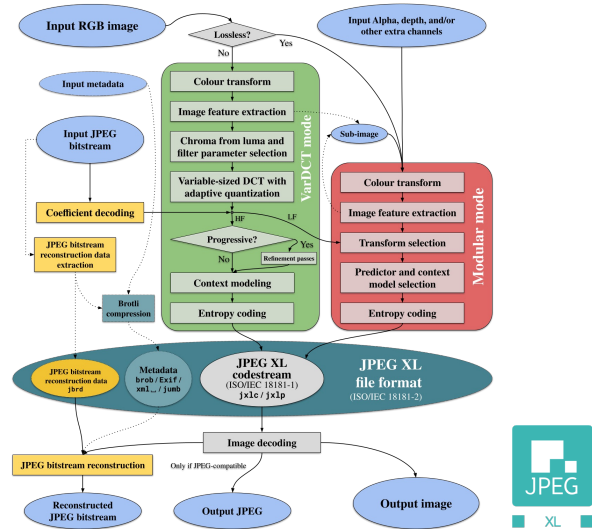 Input RGB image
Lossless?
Yes
No
Input Alpha, depth, and/or
other extra channels
Input metadata
Input JPEG
bitstream
Colour transform
Image feature extraction
Chroma from luma and
filter parameter selection
Variable-sized DCT with
adaptive quantization
VarDCT mode
Sub-image
Coefficient decoding
HF
LF
Progressive?
Yes
No
Refinement passes
Context modeling
Entropy coding
Colour transform
Image feature extraction
Transform selection
Predictor and context
model selection
Entropy coding
Modular mode
JPEG bitstream
reconstruction data
extraction
Brotli
compression
JPEG bitstream
reconstruction data
jbrd
Metadata
brob/Exif/
xml␣/jumb
JPEG XL
codestream
(ISO/IEC 18181-1)
jxlc/jxlp
JPEG XL
file format
(ISO/IEC 18181-2)
Image decoding
JPEG bitstream reconstruction
Only if JPEG-compatible
Reconstructed
JPEG bitstream
Output JPEG
Output image
JPEG
XL